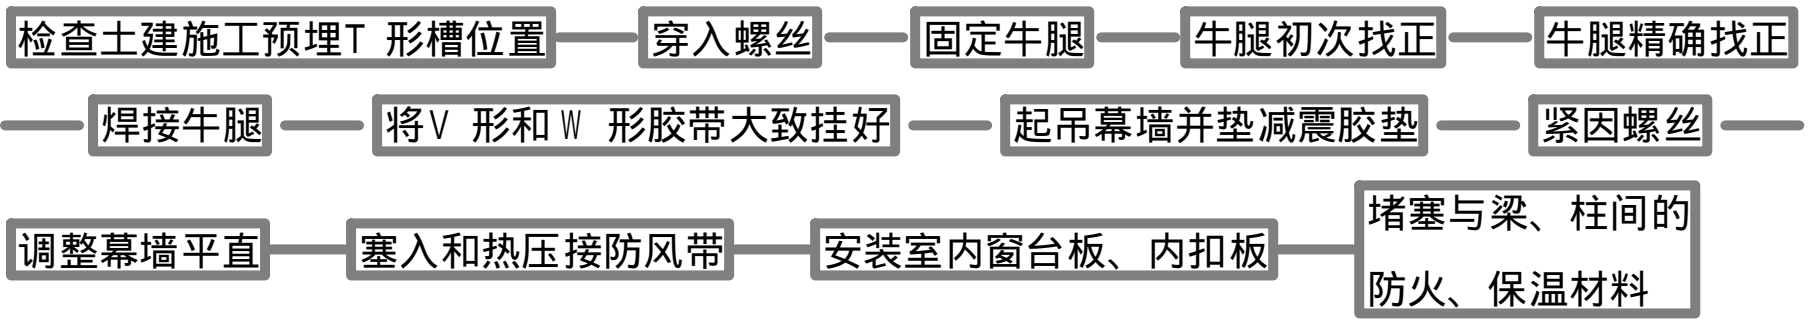 检查土建施工预埋T 形槽位置
穿入螺丝
固定牛腿
牛腿初次找正
牛腿精确找正
焊接牛腿
将V 形和W 形胶带大致挂好
起吊幕墙并垫减震胶垫
紧因螺丝
调整幕墙平直
塞入和热压接防风带
安装室内窗台板、内扣板
堵塞与梁、柱间的
防火、保温材料